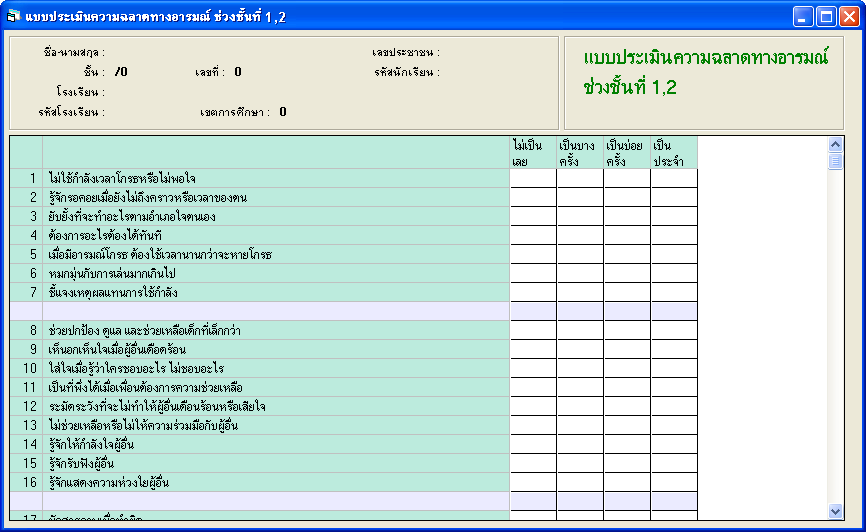 แบบประเมินความฉลาดทางอารมณ์ ช่วงชั้นที่ 1,2
ชื่อ-นามสกุล :
เลขประชาชน :
ชั้น : /0
เลขที่ : 0
รหัสนักเรียน :
โรงเรียน :
รหัสโรงเรียน :
เขตการศึกษา : 0
แบบประเมินความฉลาดทางอารมณ์
ช่วงชั้นที่ 1,2
ไม่เป็น
เลย
เป็นบาง
ครั้ง
เป็นบ่อย
ครั้ง
เป็น
ประจำ
1 ไม่ใช้กำลังเวลาโกรธหรือไม่พอใจ
2 รู้จักรอคอยเมื่อยังไม่ถึงคราวหรือเวลาของตน
3 ยับยั้งที่จะทำอะไรตามอำเภอใจตนเอง
4 ต้องการอะไรต้องได้ทันที
5 เมื่อมีอารมณ์โกรธ ต้องใช้เวลานานกว่าจะหายโกรธ
6 หมกมุ่นกับการเล่นมากเกินไป
7 ชี้แจงเหตุผลแทนการใช้กำลัง
8 ช่วยปกป้อง ดูแล และช่วยเหลือเด็กที่เล็กกว่า
9 เห็นอกเห็นใจเมื่อผู้อื่นเดือดร้อน
10 ใส่ใจเมื่อรู้ว่าใครชอบอะไร ไม่ชอบอะไร
11 เป็นที่พึ่งได้เมื่อเพื่อนต้องการความช่วยเหลือ
12 ระมัดระวังที่จะไม่ทำให้ผู้อื่นเดือนร้อนหรือเสียใจ
13 ไม่ช่วยเหลือหรือไม่ให้ความร่วมมือกับผู้อื่น
14 รู้จักให้กำลังใจผู้อื่น
15 รู้จักรับฟังผู้อื่น
16 รู้จักแสดงความห่วงใยผู้อื่น
17